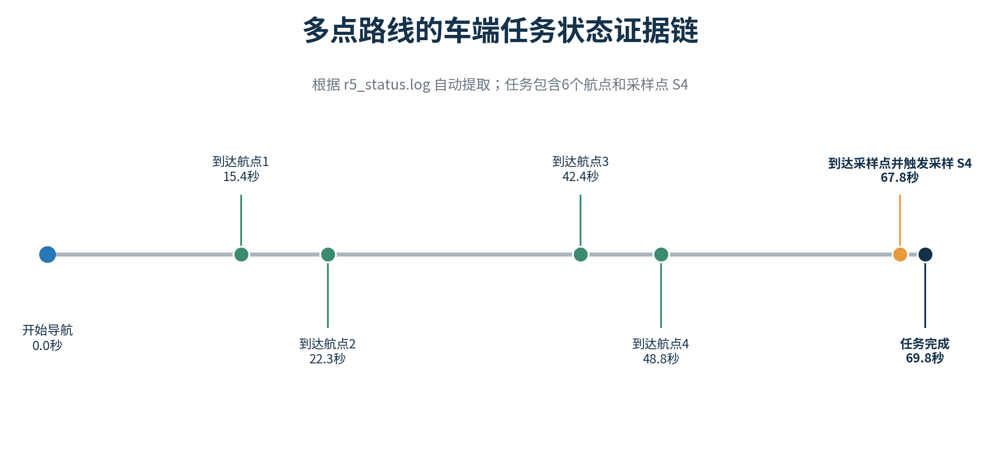 多点路线的车端任务状态证据链
根据 r5_status.log 自动提取；任务包含6个航点和采样点 S4
到达航点1
15.4秒
到达航点3
42.4秒
到达采样点并触发采样 S4
67.8秒
开始导航
0.0秒
到达航点2
22.3秒
到达航点4
48.8秒
任务完成
69.8秒